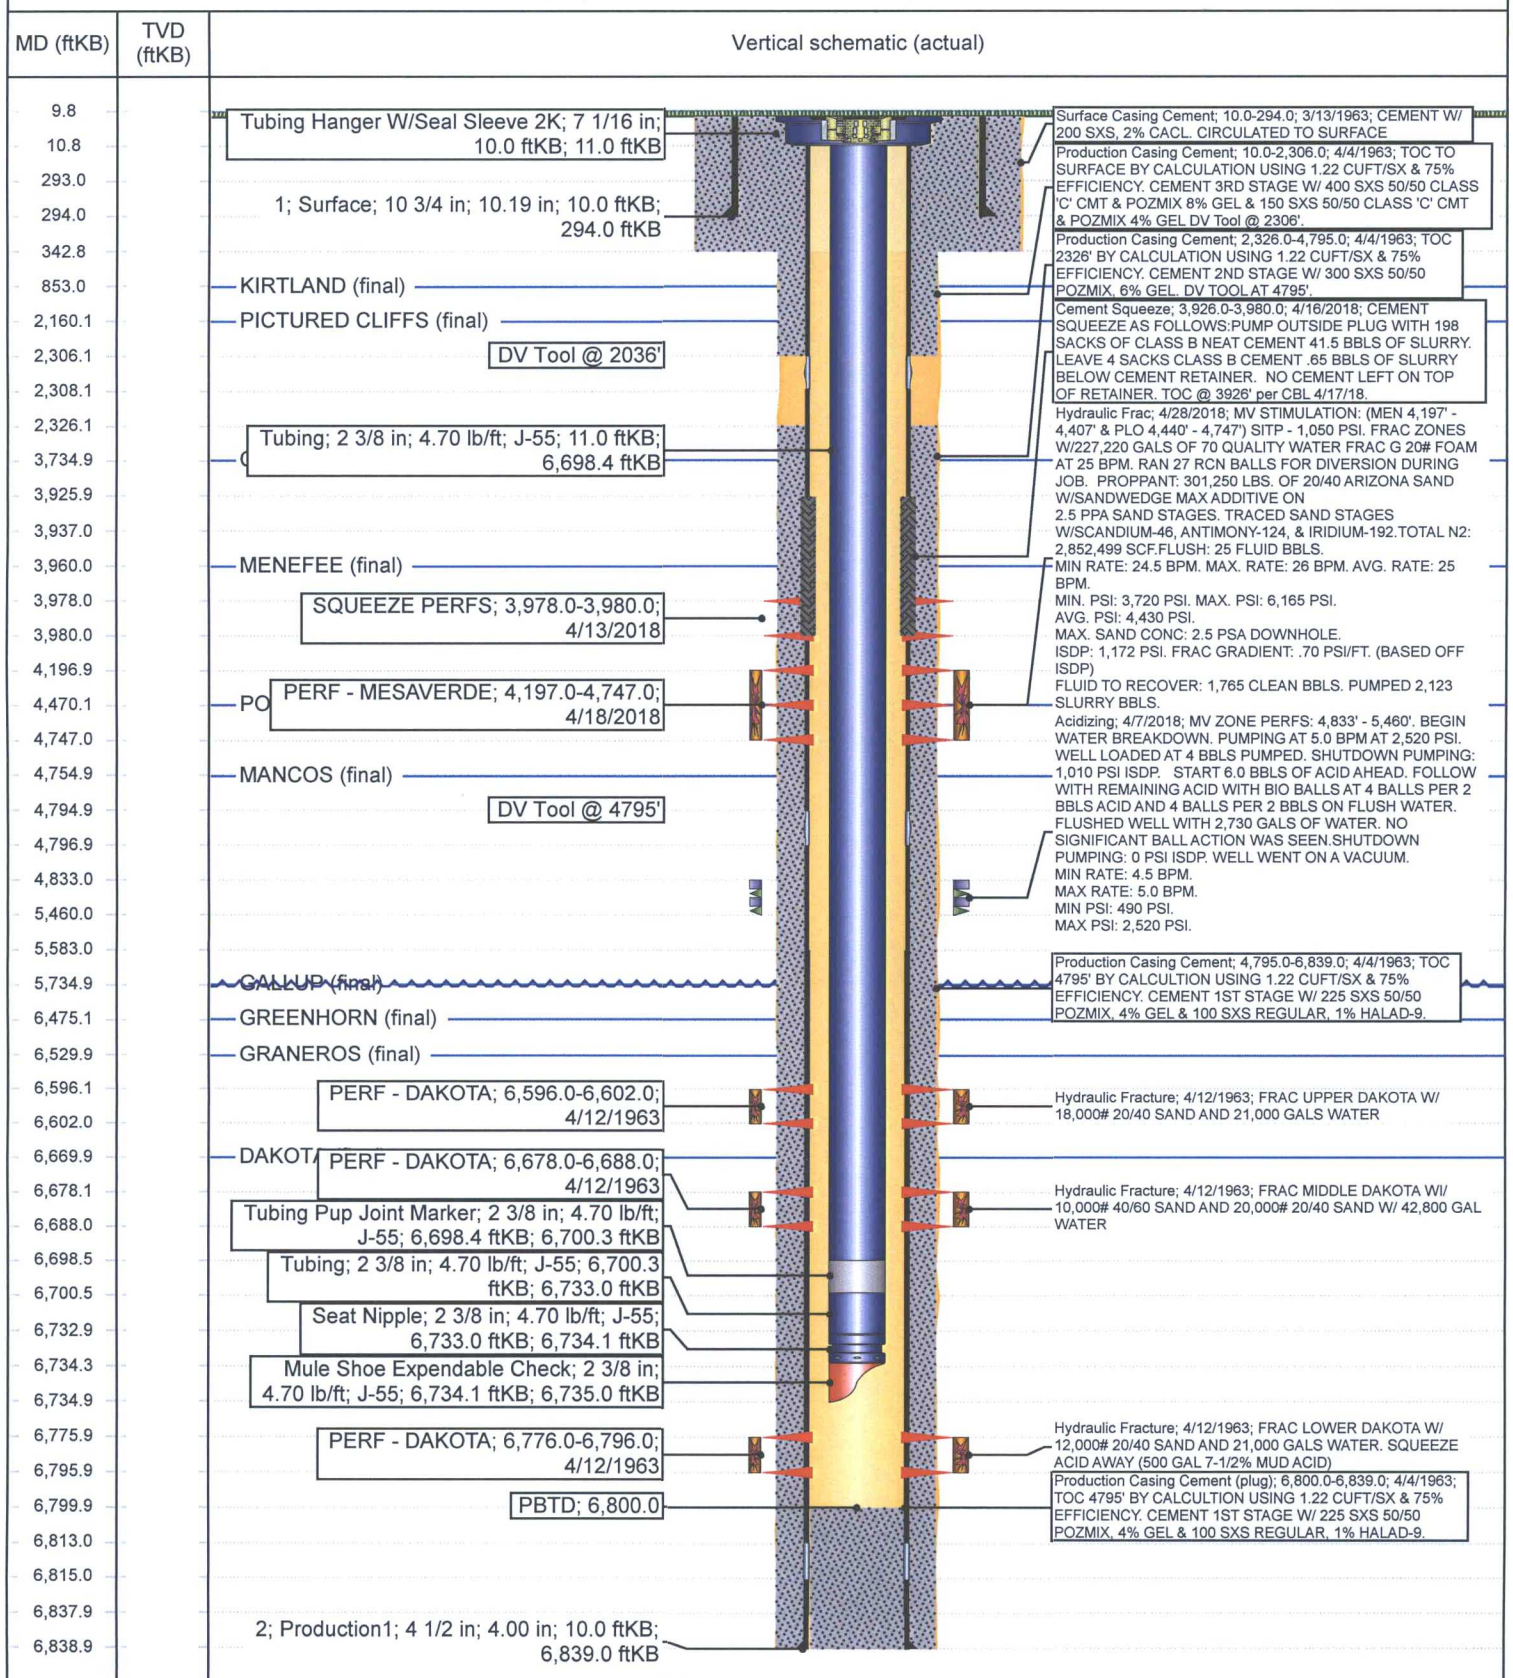 MD (ftKB)
TVD
(ftKB)
Vertical schematic (actual)
9.8
10.8
293.0
294.0
342.8
853.0
2,160.1
2,306.1
2,308.1
2,326.1
3,734.9
3,925.9
3,937.0
3,960.0
3,978.0
3,980.0
4,196.9
4,470.1
4,747.0
4,754.9
4,794.9
4,796.9
4,833.0
5,460.0
5,583.0
5,734.9
6,475.1
6,529.9
6,596.1
6,602.0
6,669.9
6,678.1
6,688.0
6,698.5
6,700.5
6,732.9
6,734.3
6,734.9
6,775.9
6,795.9
6,799.9
6,813.0
6,815.0
6,837.9
6,838.9
Tubing Hanger W/Seal Sleeve 2K; 7 1/16 in;
10.0 ftKB; 11.0 ftKB
1; Surface; 10 3/4 in; 10.19 in; 10.0 ftKB;
294.0 ftKB
KIRTLAND (final)
PICTURED CLIFFS (final)
DV Tool @ 2036'
Tubing; 2 3/8 in; 4.70 lb/ft; J-55; 11.0 ftKB;
6,698.4 ftKB
MENEFEE (final)
SQUEEZE PERFS; 3,978.0-3,980.0;
4/13/2018
PO
PERF - MESAVERDE; 4,197.0-4,747.0;
4/18/2018
MANCOS (final)
DV Tool @ 4795'
GALLUP (final)
GREENHORN (final)
GRANEROS (final)
PERF - DAKOTA; 6,596.0-6,602.0;
4/12/1963
DAKOTA
PERF - DAKOTA; 6,678.0-6,688.0;
4/12/1963
Tubing Pup Joint Marker; 2 3/8 in; 4.70 lb/ft;
J-55; 6,698.4 ftKB; 6,700.3 ftKB
Tubing; 2 3/8 in; 4.70 lb/ft; J-55; 6,700.3
ftKB; 6,733.0 ftKB
Seat Nipple; 2 3/8 in; 4.70 lb/ft; J-55;
6,733.0 ftKB; 6,734.1 ftKB
Mule Shoe Expendable Check; 2 3/8 in;
4.70 lb/ft; J-55; 6,734.1 ftKB; 6,735.0 ftKB
PERF - DAKOTA; 6,776.0-6,796.0;
4/12/1963
PBTD; 6,800.0
2; Production1; 4 1/2 in; 4.00 in; 10.0 ftKB;
6,839.0 ftKB
Surface Casing Cement; 10.0-294.0; 3/13/1963; CEMENT W/
200 SXS, 2% CACL. CIRCULATED TO SURFACE
Production Casing Cement; 10.0-2,306.0; 4/4/1963; TOC TO
SURFACE BY CALCULATION USING 1.22 CUFT/SX & 75%
EFFICIENCY. CEMENT 3RD STAGE W/ 400 SXS 50/50 CLASS
'C' CMT & POZMIX 8% GEL & 150 SXS 50/50 CLASS 'C' CMT
& POZMIX 4% GEL DV Tool @ 2306'.
Production Casing Cement; 2,326.0-4,795.0; 4/4/1963; TOC
2326' BY CALCULATION USING 1.22 CUFT/SX & 75%
EFFICIENCY. CEMENT 2ND STAGE W/ 300 SXS 50/50
POZMIX, 6% GEL. DV TOOL AT 4795'.
Cement Squeeze; 3,926.0-3,980.0; 4/16/2018; CEMENT
SQUEEZE AS FOLLOWS:PUMP OUTSIDE PLUG WITH 198
SACKS OF CLASS B NEAT CEMENT 41.5 BBLS OF SLURRY.
LEAVE 4 SACKS CLASS B CEMENT .65 BBLS OF SLURRY
BELOW CEMENT RETAINER. NO CEMENT LEFT ON TOP
OF RETAINER. TOC @ 3926' per CBL 4/17/18.
Hydraulic Frac; 4/28/2018; MV STIMULATION: (MEN 4,197' -
4,407' & PLO 4,440' - 4,747') SITP - 1,050 PSI. FRAC ZONES
W/227,220 GALS OF 70 QUALITY WATER FRAC G 20# FOAM
AT 25 BPM. RAN 27 RCN BALLS FOR DIVERSION DURING
JOB. PROPPANT: 301,250 LBS. OF 20/40 ARIZONA SAND
W/SANDWEDGE MAX ADDITIVE ON
2.5 PPA SAND STAGES. TRACED SAND STAGES
W/SCANDIUM-46, ANTIMONY-124, & IRIDIUM-192.TOTAL N2:
2,852,499 SCF.FLUSH: 25 FLUID BBLS.
MIN RATE: 24.5 BPM. MAX. RATE: 26 BPM. AVG. RATE: 25
BPM.
MIN. PSI: 3,720 PSI. MAX. PSI: 6,165 PSI.
AVG. PSI: 4,430 PSI.
MAX. SAND CONC: 2.5 PSA DOWNHOLE.
ISDP: 1,172 PSI. FRAC GRADIENT: .70 PSI/FT. (BASED OFF
ISDP)
FLUID TO RECOVER: 1,765 CLEAN BBLS. PUMPED 2,123
SLURRY BBLS.
Acidizing; 4/7/2018; MV ZONE PERFS: 4,833' - 5,460'. BEGIN
WATER BREAKDOWN. PUMPING AT 5.0 BPM AT 2,520 PSI.
WELL LOADED AT 4 BBLS PUMPED. SHUTDOWN PUMPING:
1,010 PSI ISDP. START 6.0 BBLS OF ACID AHEAD. FOLLOW
WITH REMAINING ACID WITH BIO BALLS AT 4 BALLS PER 2
BBLS ACID AND 4 BALLS PER 2 BBLS ON FLUSH WATER.
FLUSHED WELL WITH 2,730 GALS OF WATER. NO
SIGNIFICANT BALL ACTION WAS SEEN.SHUTDOWN
PUMPING: 0 PSI ISDP. WELL WENT ON A VACUUM.
MIN RATE: 4.5 BPM.
MAX RATE: 5.0 BPM.
MIN PSI: 490 PSI.
MAX PSI: 2,520 PSI.
Production Casing Cement; 4,795.0-6,839.0; 4/4/1963; TOC
4795' BY CALCULTION USING 1.22 CUFT/SX & 75%
EFFICIENCY. CEMENT 1ST STAGE W/ 225 SXS 50/50
POZMIX, 4% GEL & 100 SXS REGULAR, 1% HALAD-9.
Hydraulic Fracture; 4/12/1963; FRAC UPPER DAKOTA W/
18,000# 20/40 SAND AND 21,000 GALS WATER
Hydraulic Fracture; 4/12/1963; FRAC MIDDLE DAKOTA WI/
10,000# 40/60 SAND AND 20,000# 20/40 SAND W/ 42,800 GAL
WATER
Hydraulic Fracture; 4/12/1963; FRAC LOWER DAKOTA W/
12,000# 20/40 SAND AND 21,000 GALS WATER. SQUEEZE
ACID AWAY (500 GAL 7-1/2% MUD ACID)
Production Casing Cement (plug); 6,800.0-6,839.0; 4/4/1963;
TOC 4795' BY CALCULTION USING 1.22 CUFT/SX & 75%
EFFICIENCY. CEMENT 1ST STAGE W/ 225 SXS 50/50
POZMIX, 4% GEL & 100 SXS REGULAR, 1% HALAD-9.